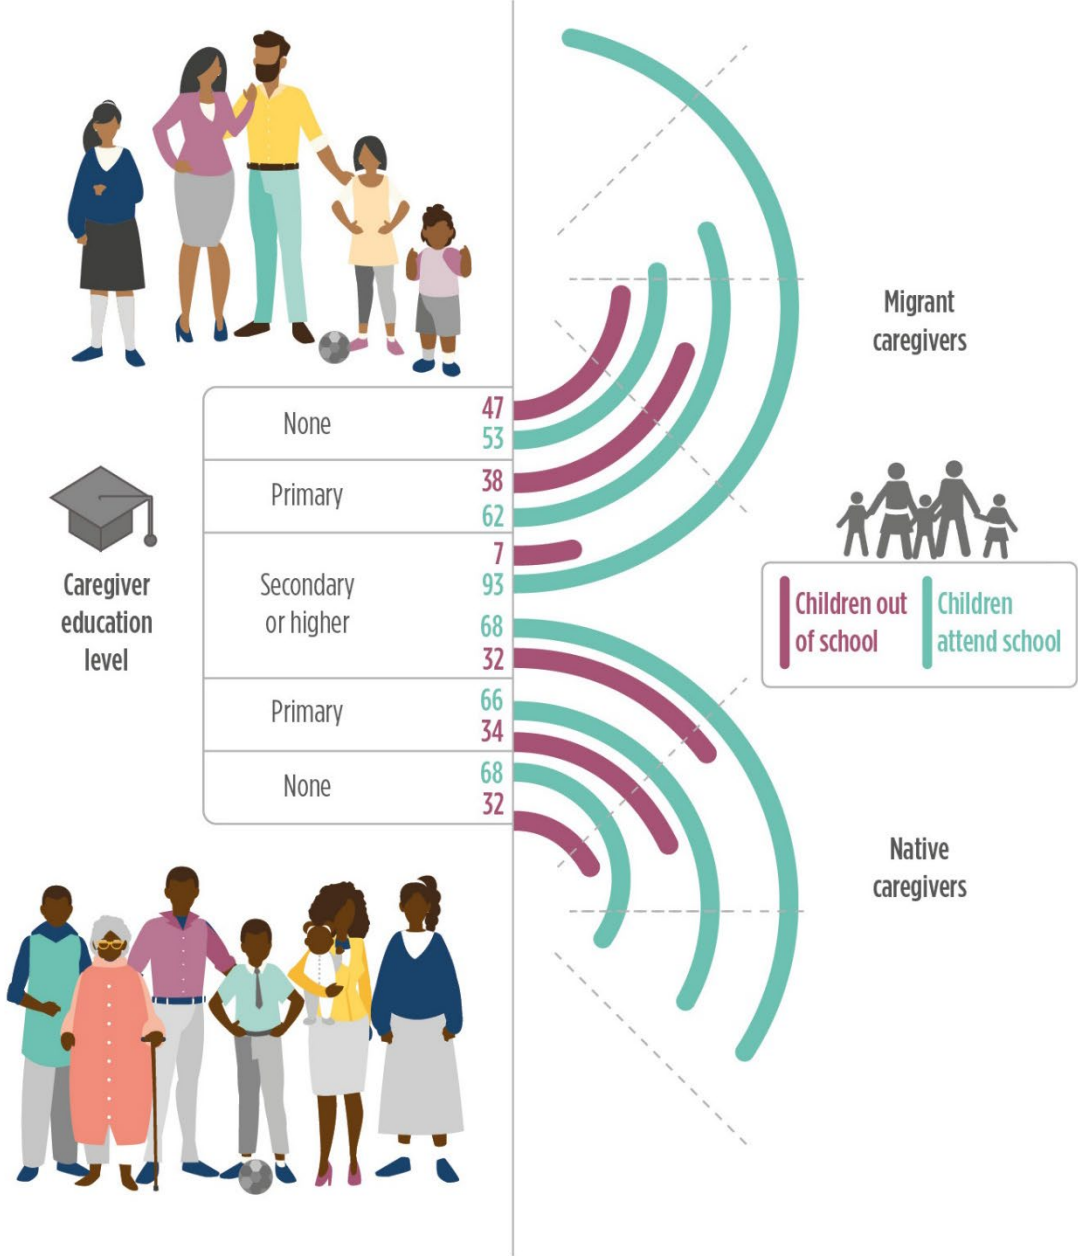 Migrant
caregivers
None
47
53
Primary
38
62
Secondary
or higher
7
93
68
32
Primary
66
34
None
68
32
Caregiver
education
level
Children out
of school
Children
attend school
Native
caregivers